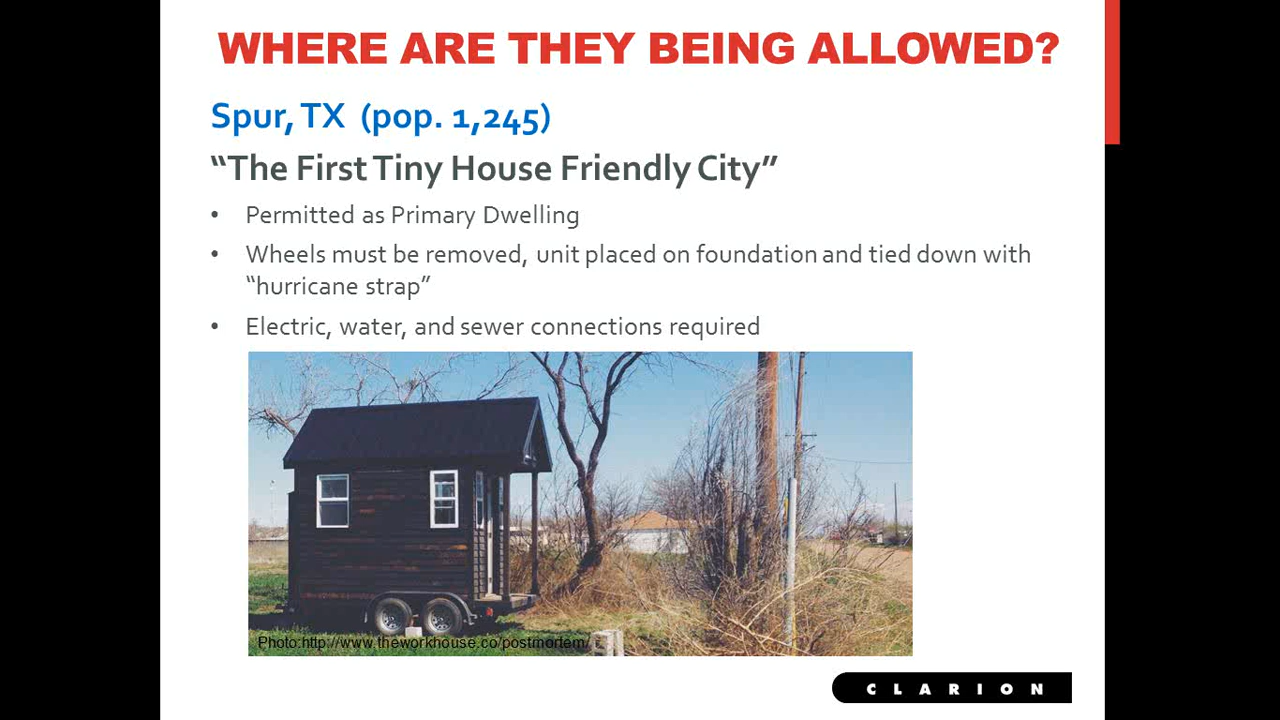 WHERE ARE THEY BEING ALLOWED?
Spur, TX (pop. 1,245)
“The First Tiny House Friendly City”
• Permitted as Primary Dwelling
• Wheels must be removed, unit placed on foundation and tied down with
“hurricane strap”
• Electric, water, and sewer connections required
Photo:http://www.theworkhouse.co/postmortem/
CLARION